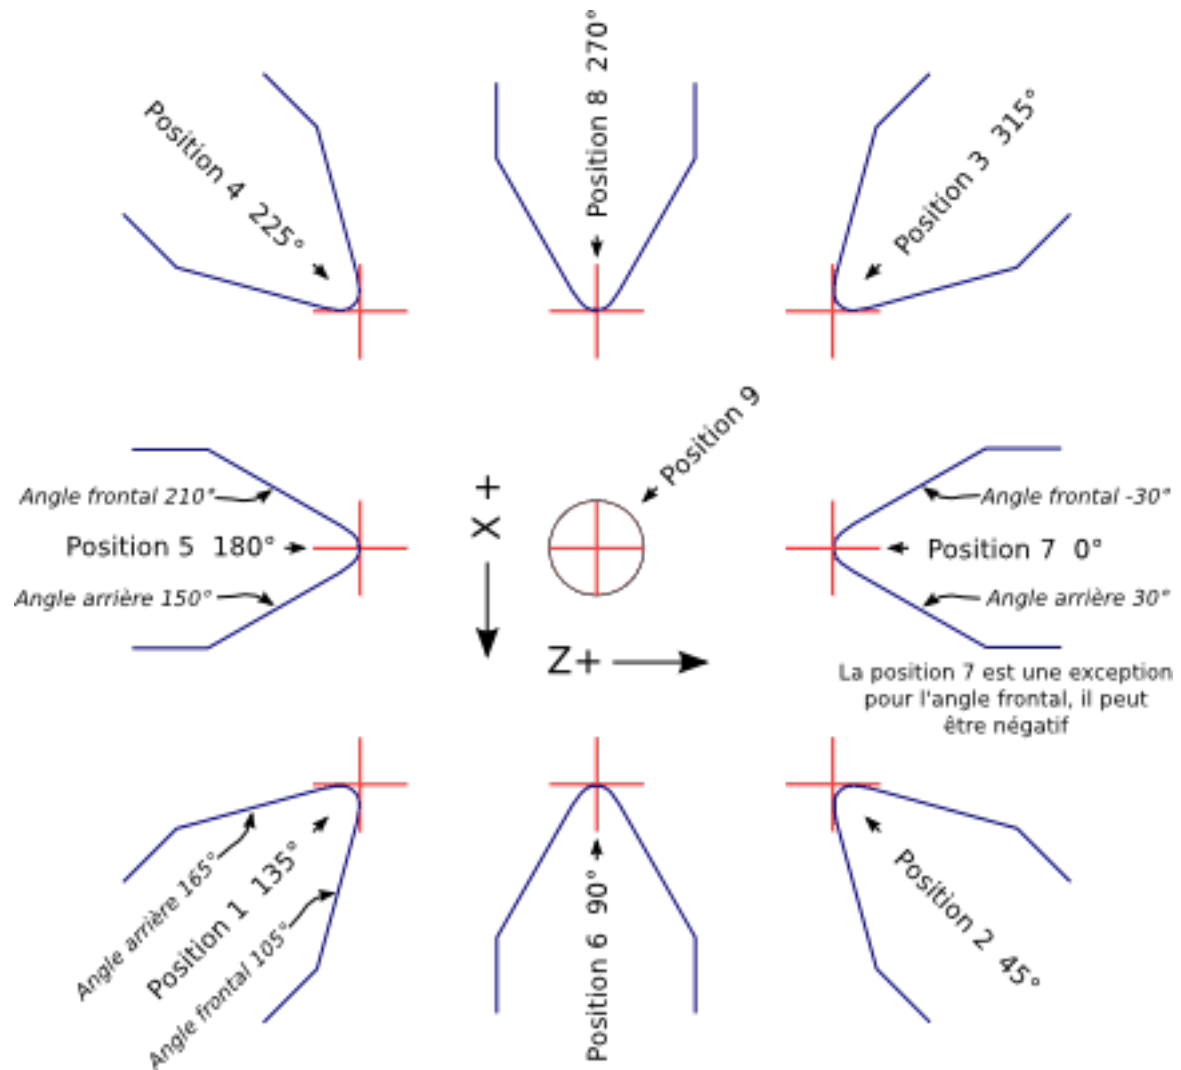 Position 4 225°
Position 8 270°
Position 3 315°
Position 9
Angle frontal 210°
Position 5 180°
Angle arrière 150°
X +
Z+
Angle frontal -30°
Position 7 0°
Angle arrière 30°
La position 7 est une exception
pour l'angle frontal, il peut
être négatif
Angle arrière 165°
Position 1 135°
Angle frontal 105°
Position 6 90°
Position 2 45°